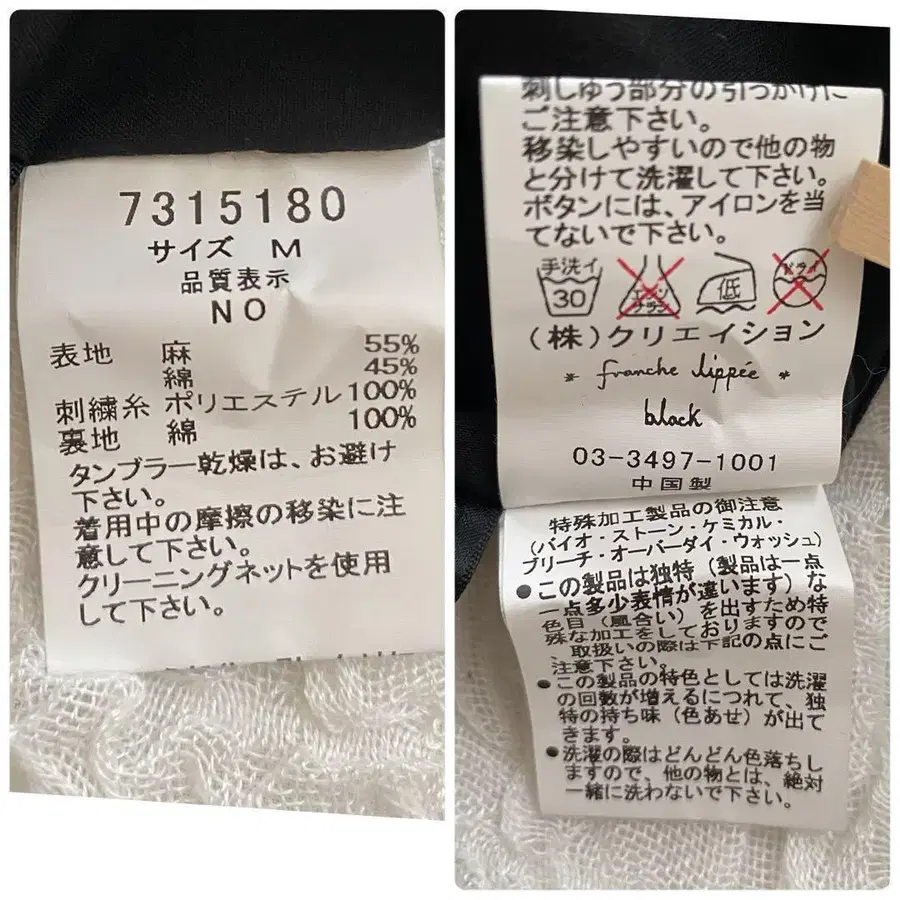 7315180
サイズ M
品質表示
NO
表地 麻 55%
綿 45%
刺繍糸 ポリエステル 100%
裏地 綿 100%
タンブラー乾燥は、お避け
下さい。
着用中の摩擦の移染に注
意して下さい。
クリーニングネットを使用
して下さい。
刺しゅう部分の引っかけに
ご注意下さい。
移染しやすいので他の物
と分けて洗濯して下さい。
ボタンには、アイロンを当
てないで下さい。
手洗イ 30 エンソサラシ 低 ドライ
(株)クリエイション
* franche lippée *
black
03-3497-1001
中国製
特殊加工製品の御注意
(バイオ・ストーン・ケミカル・
ブリーチ・オーバーダイ・ウォッシュ)
●この製品は独特(製品は一点
一点多少表情が違います)な
色目(風合い)を出すため特
殊な加工をしておりますので
取扱いの際は下記の点にご
注意下さい。
●この製品の特色としては洗濯
の回数が増えるにつれて、独
特の持ち味(色あせ)が出て
きます。
●洗濯の際はどんどん色落ちし
ますので、他の物とは、絶対
一緒に洗わないで下さい。